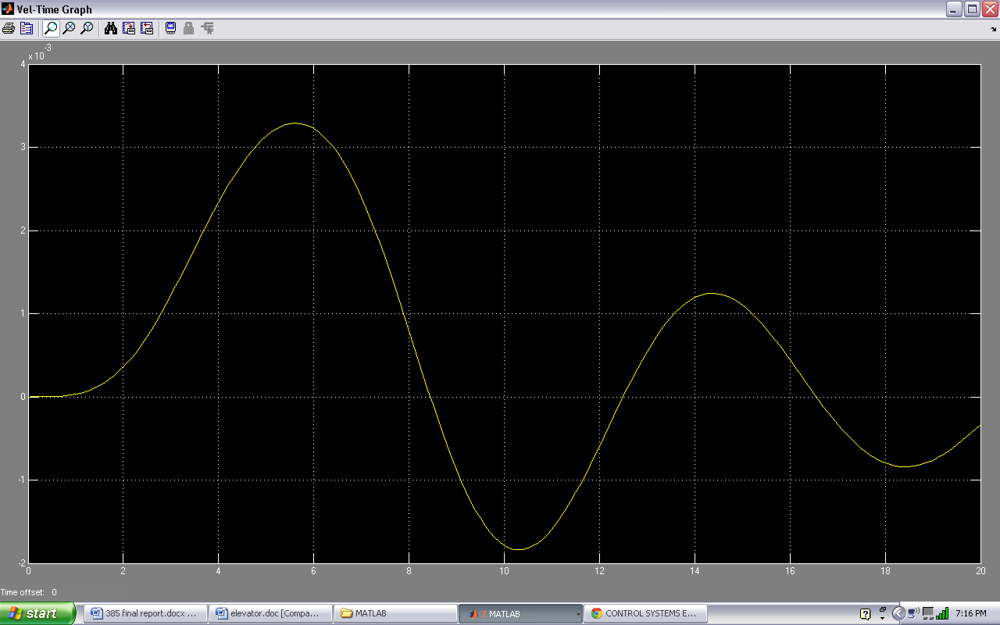 Vel-Time Graph
x 10
-3
4
3
2
1
0
-1
-2
0 2 4 6 8 10 12 14 16 18 20
Time offset: 0
start 385 final report.docx ... elevator.doc [Compa... MATLAB 7 MATLAB CONTROL SYSTEMS E... 7:16 PM